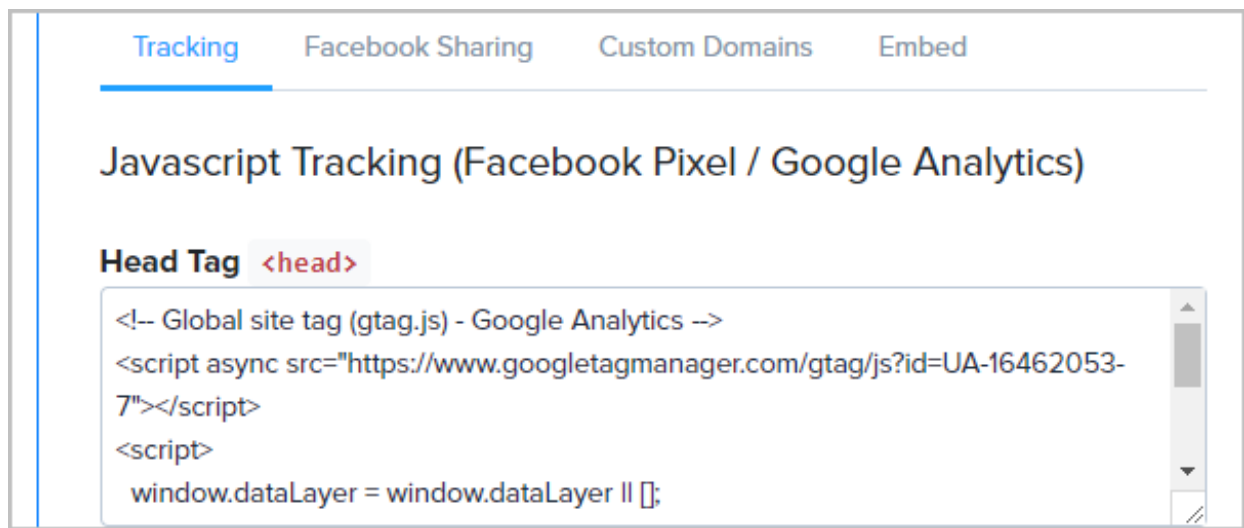 Tracking Facebook Sharing Custom Domains Embed
Javascript Tracking (Facebook Pixel / Google Analytics)
Head Tag <head>
<!-- Global site tag (gtag.js) - Google Analytics -->
<script async src="https://www.googletagmanager.com/gtag/js?id=UA-16462053-
7"></script>
<script>
window.dataLayer = window.dataLayer || [];